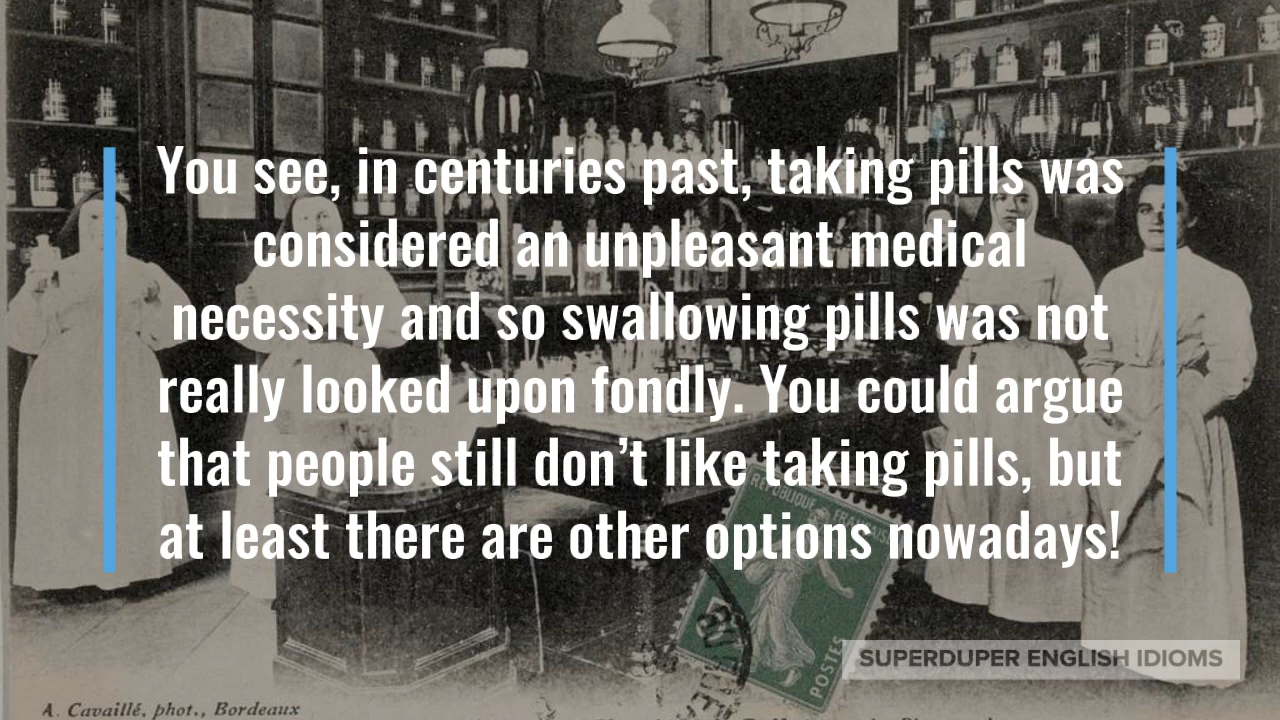 You see, in centuries past, taking pills was
considered an unpleasant medical
necessity and so swallowing pills was not
really looked upon fondly. You could argue
that people still don’t like taking pills, but
at least there are other options nowadays!
REPUBLIQUE FRANÇAISE
POSTES
SUPERDUPER ENGLISH IDIOMS
A. Cavaillé, phot., Bordeaux